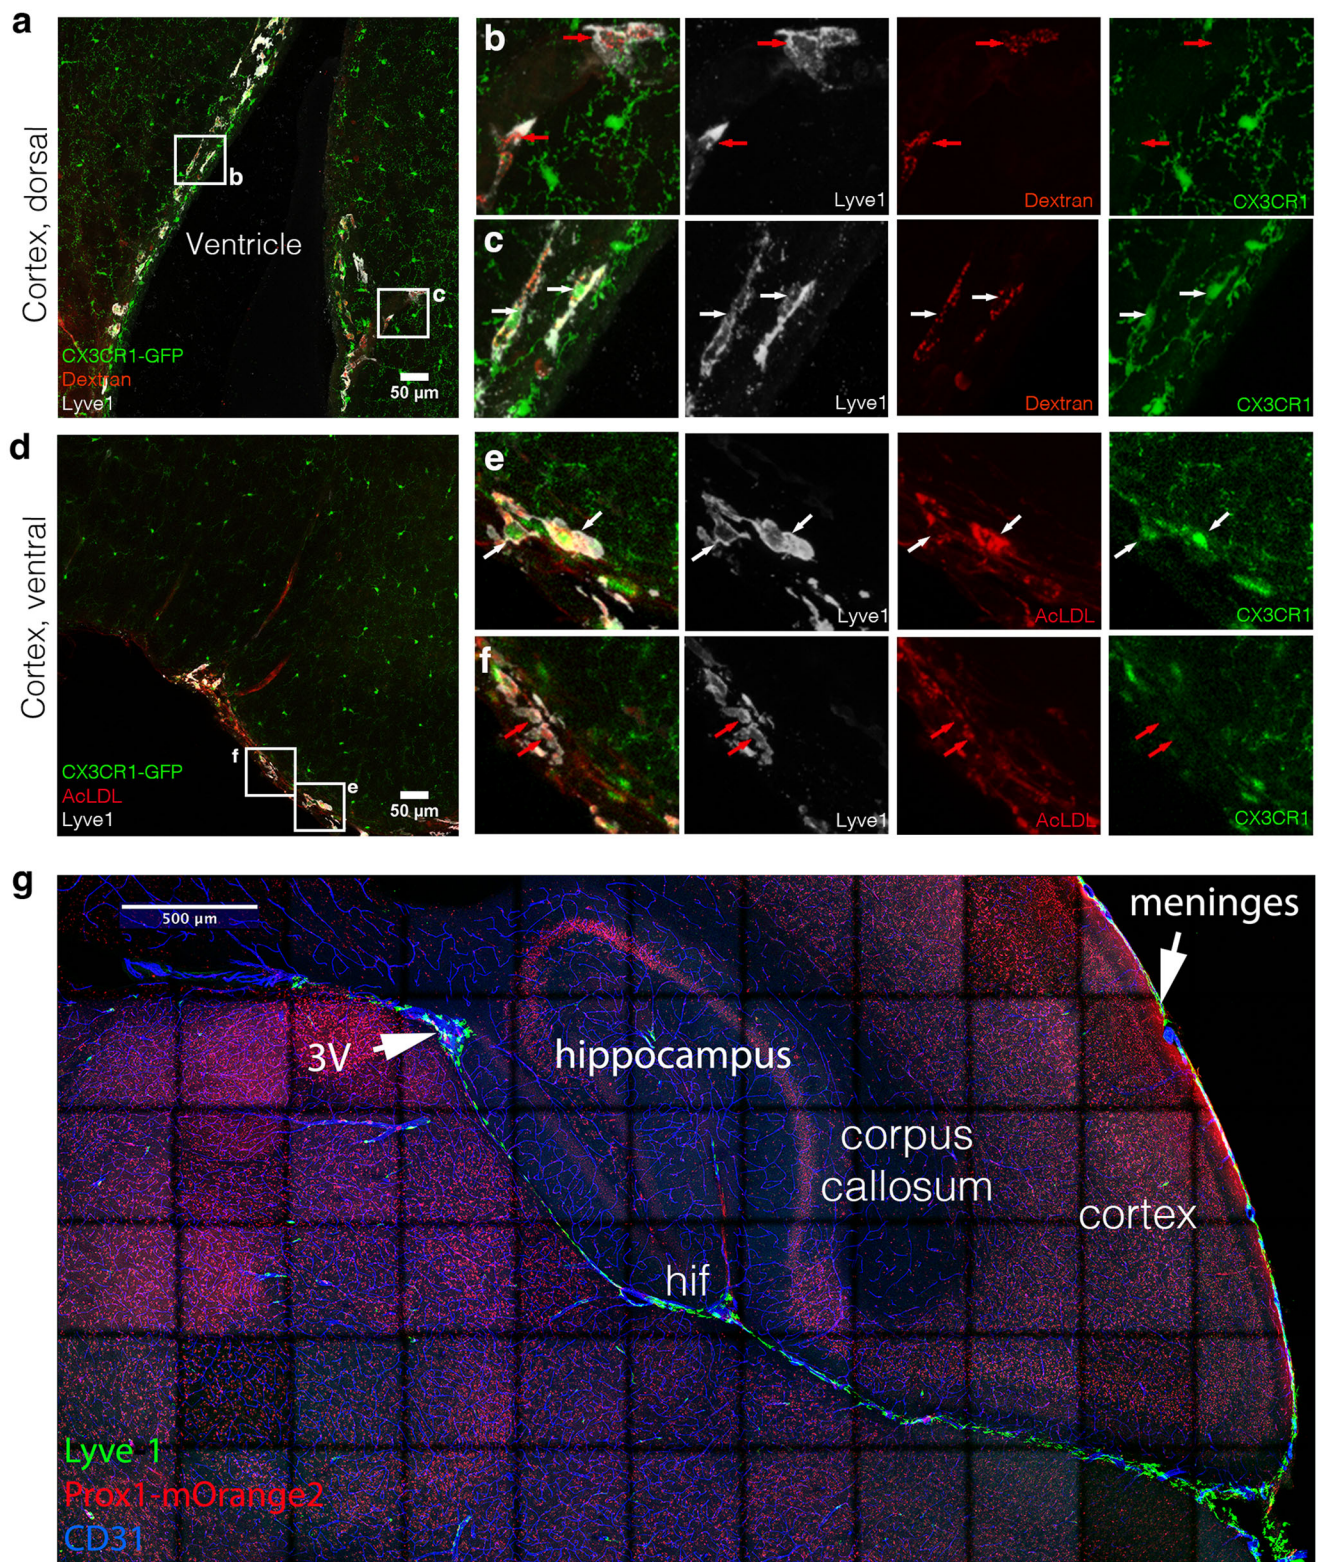 a
Cortex, dorsal
b
Ventricle
c
CX3CR1-GFP
Dextran
Lyve1
50 µm
b
Lyve1
Dextran
CX3CR1
c
Lyve1
Dextran
CX3CR1
d
Cortex, ventral
f
e
CX3CR1-GFP
AcLDL
Lyve1
50 µm
e
Lyve1
AcLDL
CX3CR1
f
Lyve1
AcLDL
CX3CR1
g
500 µm
meninges
3V
hippocampus
corpus
callosum
cortex
hif
Lyve 1
Prox1-mOrange2
CD31